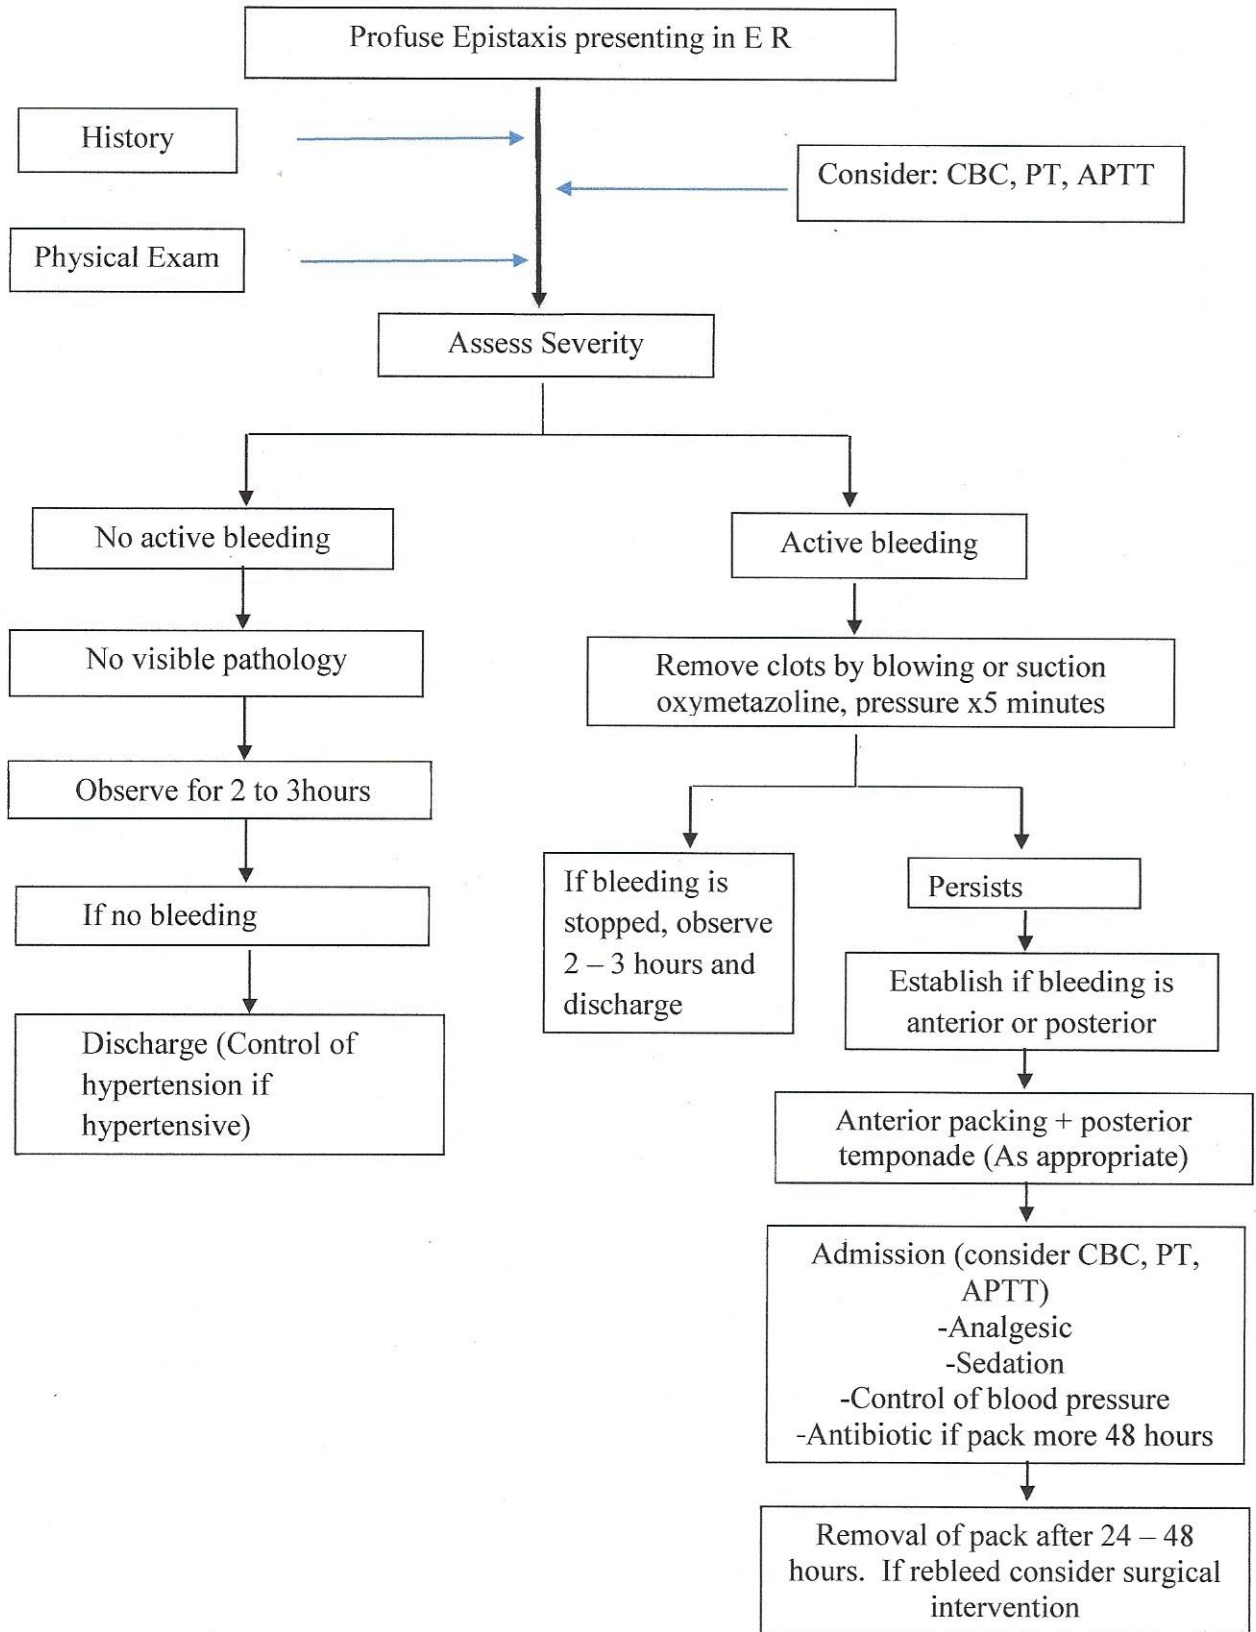 Profuse Epistaxis presenting in E R
History
Consider: CBC, PT, APTT
Physical Exam
Assess Severity
No active bleeding
Active bleeding
No visible pathology
Remove clots by blowing or suction
oxymetazoline, pressure x5 minutes
Observe for 2 to 3hours
If bleeding is
stopped, observe
2 – 3 hours and
discharge
Persists
If no bleeding
Establish if bleeding is
anterior or posterior
Discharge (Control of
hypertension if
hypertensive)
Anterior packing + posterior
temponade (As appropriate)
Admission (consider CBC, PT,
APTT)
-Analgesic
-Sedation
-Control of blood pressure
-Antibiotic if pack more 48 hours
Removal of pack after 24 – 48
hours. If rebleed consider surgical
intervention